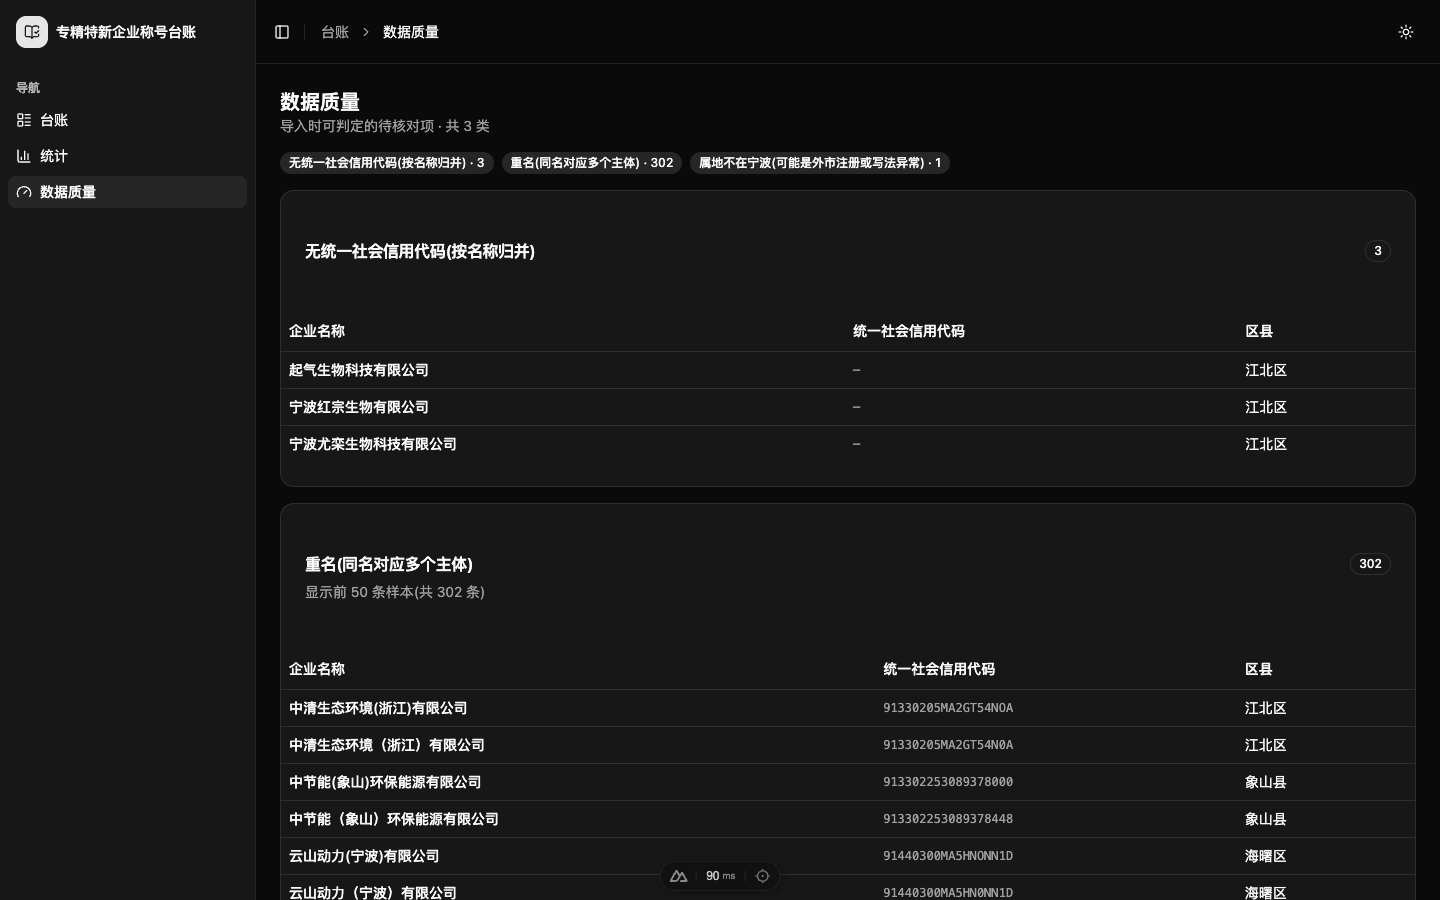 专精特新企业称号台账
台账 > 数据质量
导航
台账
统计
数据质量
数据质量
导入时可判定的待核对项 · 共 3 类
无统一社会信用代码(按名称归并) · 3
重名(同名对应多个主体) · 302
属地不在宁波(可能是外市注册或写法异常) · 1
无统一社会信用代码(按名称归并)
3
企业名称 统一社会信用代码 区县
起气生物科技有限公司 — 江北区
宁波红宗生物有限公司 — 江北区
宁波尤栾生物科技有限公司 — 江北区
重名(同名对应多个主体)
302
显示前 50 条样本(共 302 条)
企业名称 统一社会信用代码 区县
中清生态环境(浙江)有限公司 91330205MA2GT54NOA 江北区
中清生态环境（浙江）有限公司 91330205MA2GT54N0A 江北区
中节能(象山)环保能源有限公司 913302253089378000 象山县
中节能（象山）环保能源有限公司 913302253089378448 象山县
云山动力(宁波)有限公司 91440300MA5HNONN1D 海曙区
云山动力（宁波）有限公司 91440300MA5HN0NN1D 海曙区
90 ms